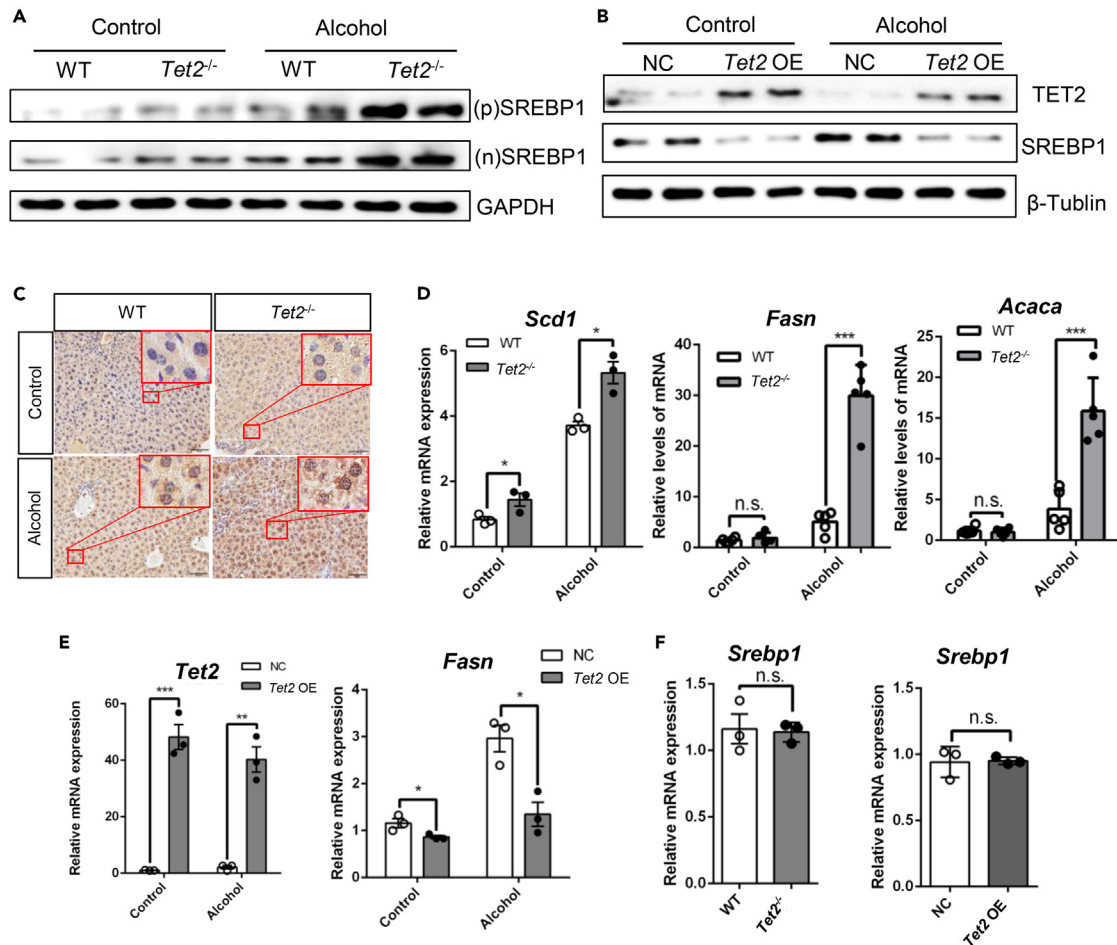 A
Control
Alcohol
WT
Tet2-/-
WT
Tet2-/-
(p)SREBP1
(n)SREBP1
GAPDH
B
Control
Alcohol
NC
Tet2 OE
NC
Tet2 OE
TET2
SREBP1
β-Tublin
C
WT
Tet2-/-
Control
Alcohol
D
Scd1
WT
Tet2-/-
Relative mRNA expression
6
4
2
0
*
*
Control
Alcohol
Fasn
WT
Tet2-/-
Relative levels of mRNA
40
30
20
10
0
n.s.
***
Control
Alcohol
Acaca
WT
Tet2-/-
Relative levels of mRNA
25
20
15
10
5
0
n.s.
***
Control
Alcohol
E
Tet2
NC
Tet2 OE
Relative mRNA expression
60
40
20
0
***
**
Control
Alcohol
Fasn
NC
Tet2 OE
Relative mRNA expression
4
3
2
1
0
*
*
Control
Alcohol
F
Srebp1
n.s.
Relative mRNA expression
1.5
1.0
0.5
0.0
WT
Tet2-/-
Srebp1
n.s.
Relative mRNA expression
1.5
1.0
0.5
0.0
NC
Tet2 OE